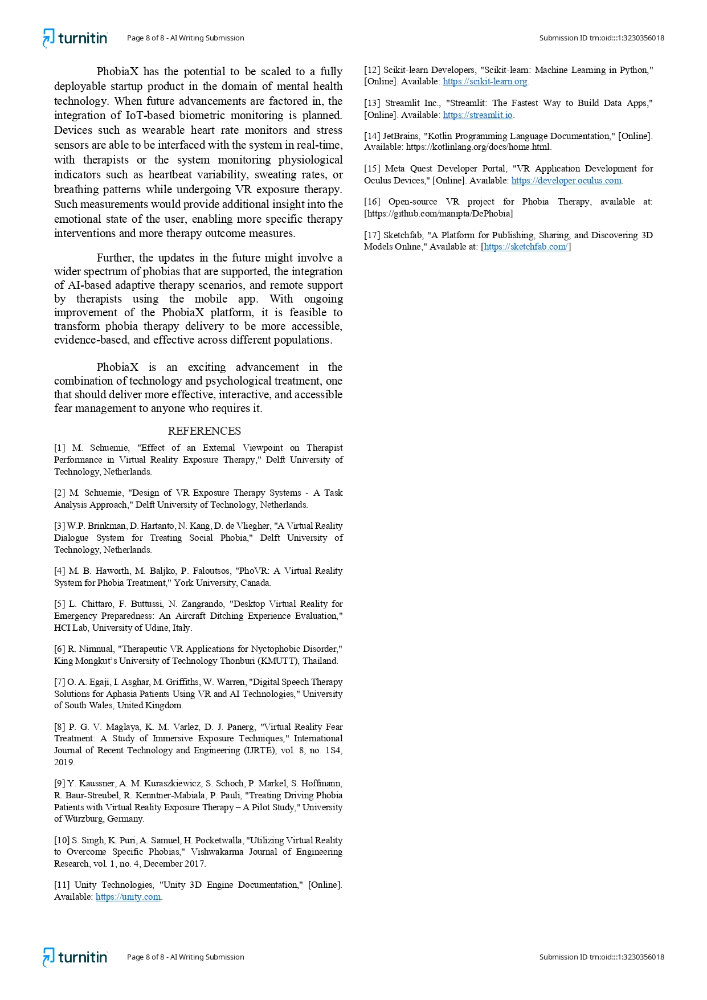 turnitin Page 8 of 8 - AI Writing Submission Submission ID trn:oid:::1:3230356018
PhobiaX has the potential to be scaled to a fully
deployable startup product in the domain of mental health
technology. When future advancements are factored in, the
integration of IoT-based biometric monitoring is planned.
Devices such as wearable heart rate monitors and stress
sensors are able to be interfaced with the system in real-time,
with therapists or the system monitoring physiological
indicators such as heartbeat variability, sweating rates, or
breathing patterns while undergoing VR exposure therapy.
Such measurements would provide additional insight into the
emotional state of the user, enabling more specific therapy
interventions and more therapy outcome measures.
Further, the updates in the future might involve a
wider spectrum of phobias that are supported, the integration
of AI-based adaptive therapy scenarios, and remote support
by therapists using the mobile app. With ongoing
improvement of the PhobiaX platform, it is feasible to
transform phobia therapy delivery to be more accessible,
evidence-based, and effective across different populations.
PhobiaX is an exciting advancement in the
combination of technology and psychological treatment, one
that should deliver more effective, interactive, and accessible
fear management to anyone who requires it.
REFERENCES
[1] M. Schuemie, "Effect of an External Viewpoint on Therapist
Performance in Virtual Reality Exposure Therapy," Delft University of
Technology, Netherlands.
[2] M. Schuemie, "Design of VR Exposure Therapy Systems - A Task
Analysis Approach," Delft University of Technology, Netherlands.
[3] W.P. Brinkman, D. Hartanto, N. Kang, D. de Vliegher, "A Virtual Reality
Dialogue System for Treating Social Phobia," Delft University of
Technology, Netherlands.
[4] M. B. Haworth, M. Baljko, P. Faloutsos, "PhoVR: A Virtual Reality
System for Phobia Treatment," York University, Canada.
[5] L. Chittaro, F. Buttussi, N. Zangrando, "Desktop Virtual Reality for
Emergency Preparedness: An Aircraft Ditching Experience Evaluation,"
HCI Lab, University of Udine, Italy.
[6] R. Nimnual, "Therapeutic VR Applications for Nyctophobic Disorder,"
King Mongkut’s University of Technology Thonburi (KMUTT), Thailand.
[7] O. A. Egaji, I. Asghar, M. Griffiths, W. Warren, "Digital Speech Therapy
Solutions for Aphasia Patients Using VR and AI Technologies," University
of South Wales, United Kingdom.
[8] P. G. V. Maglaya, K. M. Varlez, D. J. Panerg, "Virtual Reality Fear
Treatment: A Study of Immersive Exposure Techniques," International
Journal of Recent Technology and Engineering (IJRTE), vol. 8, no. 1S4,
2019.
[9] Y. Kaussner, A. M. Kuraszkiewicz, S. Schoch, P. Markel, S. Hoffmann,
R. Baur-Streubel, R. Kenntner-Mabiala, P. Pauli, "Treating Driving Phobia
Patients with Virtual Reality Exposure Therapy – A Pilot Study," University
of Würzburg, Germany.
[10] S. Singh, K. Puri, A. Samuel, H. Pocketwalla, "Utilizing Virtual Reality
to Overcome Specific Phobias," Vishwakarma Journal of Engineering
Research, vol. 1, no. 4, December 2017.
[11] Unity Technologies, "Unity 3D Engine Documentation," [Online].
Available: https://unity.com.
[12] Scikit-learn Developers, "Scikit-learn: Machine Learning in Python,"
[Online]. Available: https://scikit-learn.org.
[13] Streamlit Inc., "Streamlit: The Fastest Way to Build Data Apps,"
[Online]. Available: https://streamlit.io.
[14] JetBrains, "Kotlin Programming Language Documentation," [Online].
Available: https://kotlinlang.org/docs/home.html.
[15] Meta Quest Developer Portal, "VR Application Development for
Oculus Devices," [Online]. Available: https://developer.oculus.com.
[16] Open-source VR project for Phobia Therapy, available at:
[https://github.com/manipta/DePhobia]
[17] Sketchfab, "A Platform for Publishing, Sharing, and Discovering 3D
Models Online," Available at: [https://sketchfab.com/]
turnitin Page 8 of 8 - AI Writing Submission Submission ID trn:oid:::1:3230356018